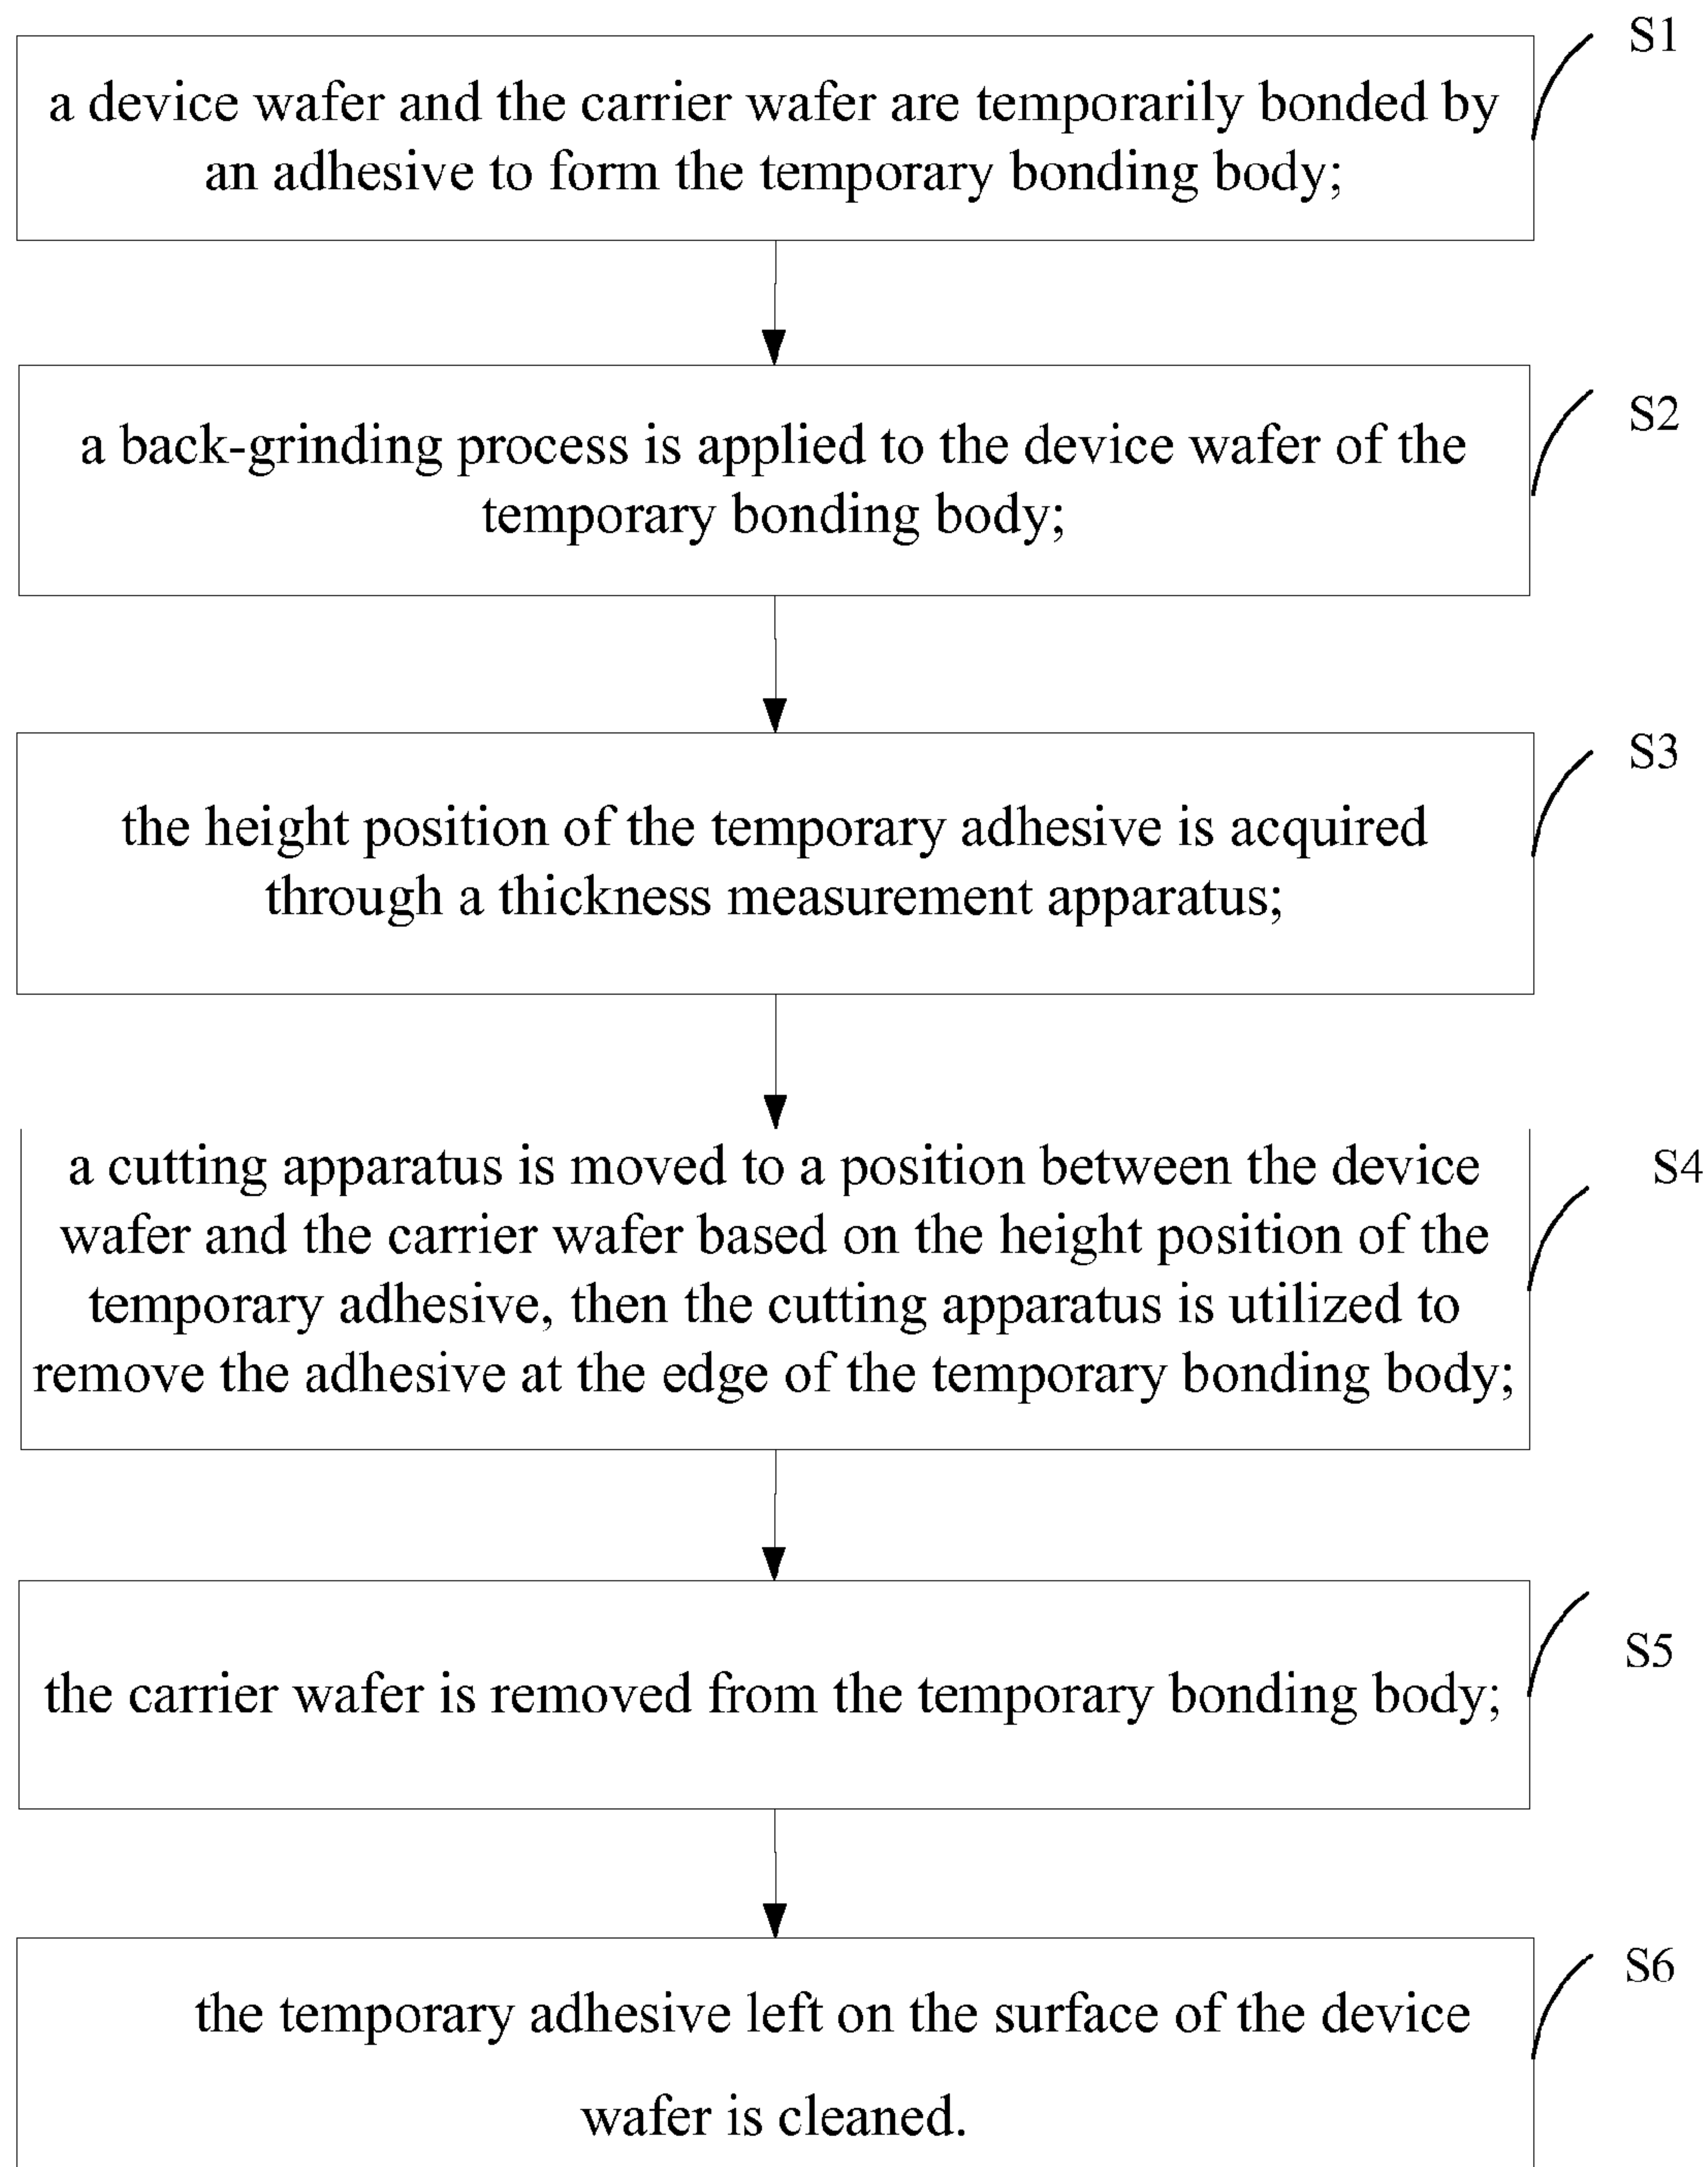 S1
a device wafer and the carrier wafer are temporarily bonded by
an adhesive to form the temporary bonding body;
S2
a back-grinding process is applied to the device wafer of the
temporary bonding body;
S3
the height position of the temporary adhesive is acquired
through a thickness measurement apparatus;
S4
a cutting apparatus is moved to a position between the device
wafer and the carrier wafer based on the height position of the
temporary adhesive, then the cutting apparatus is utilized to
remove the adhesive at the edge of the temporary bonding body;
S5
the carrier wafer is removed from the temporary bonding body;
S6
the temporary adhesive left on the surface of the device
wafer is cleaned.